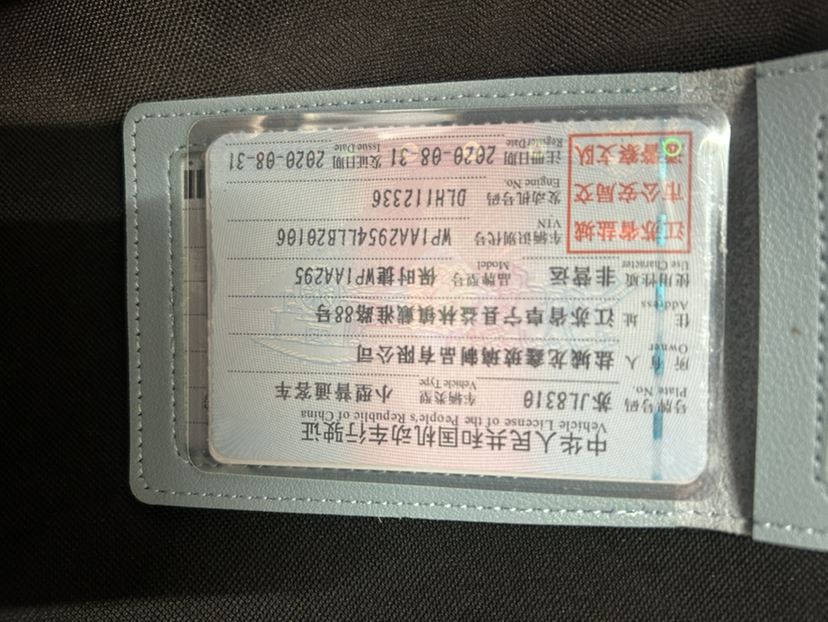 中华人民共和国机动车行驶证
Vehicle License of the People's Republic of China
号牌号码 苏JL8310 车辆类型 小型普通客车
Plate No. Vehicle Type
所有人 盐城龙鑫玻璃制品有限公司
Owner
住址 江苏省阜宁县益林镇戴淮路88号
Address
使用性质 非营运 品牌型号 保时捷WP1AA295
Use Character Model
江苏省盐城
市公安局交
通警察支队
车辆识别代号 WP1AA2954LLB20106
VIN
发动机号码 DLH112336
Engine No.
注册日期 2020-08-31 发证日期 2020-08-31
Register Date Issue Date